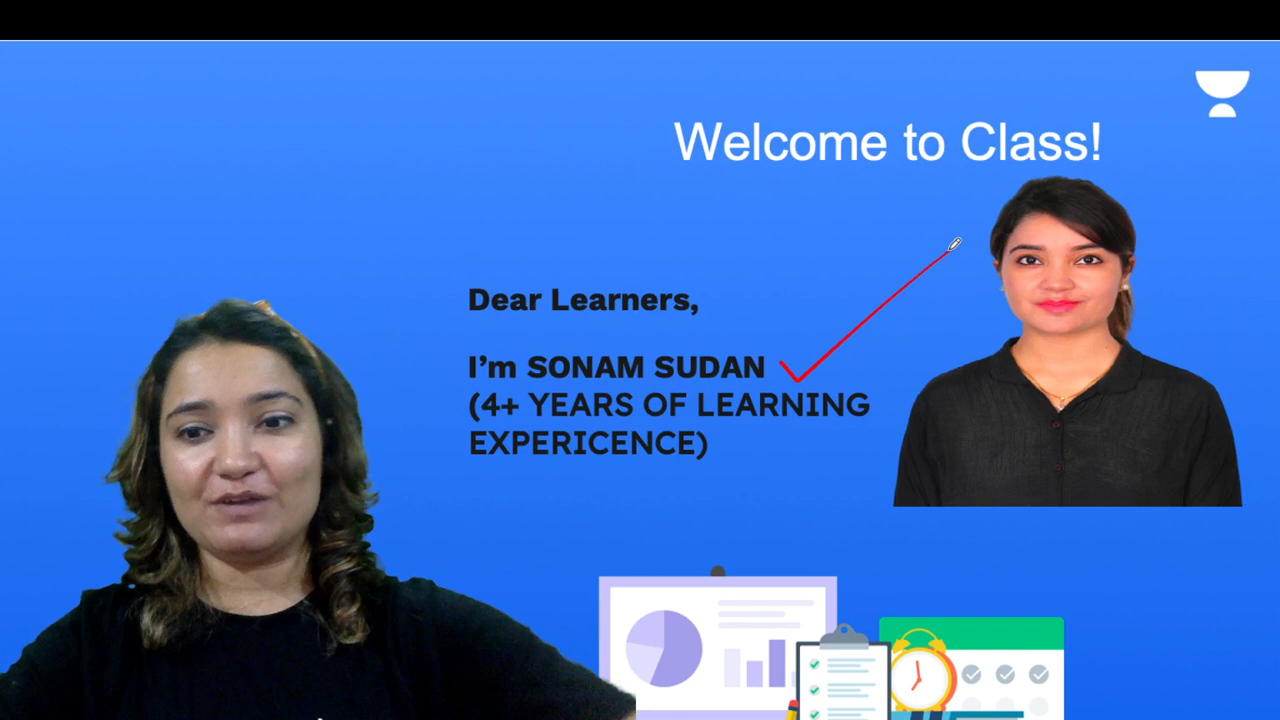 Welcome to Class!
Dear Learners,
I’m SONAM SUDAN
(4+ YEARS OF LEARNING
EXPERICENCE)